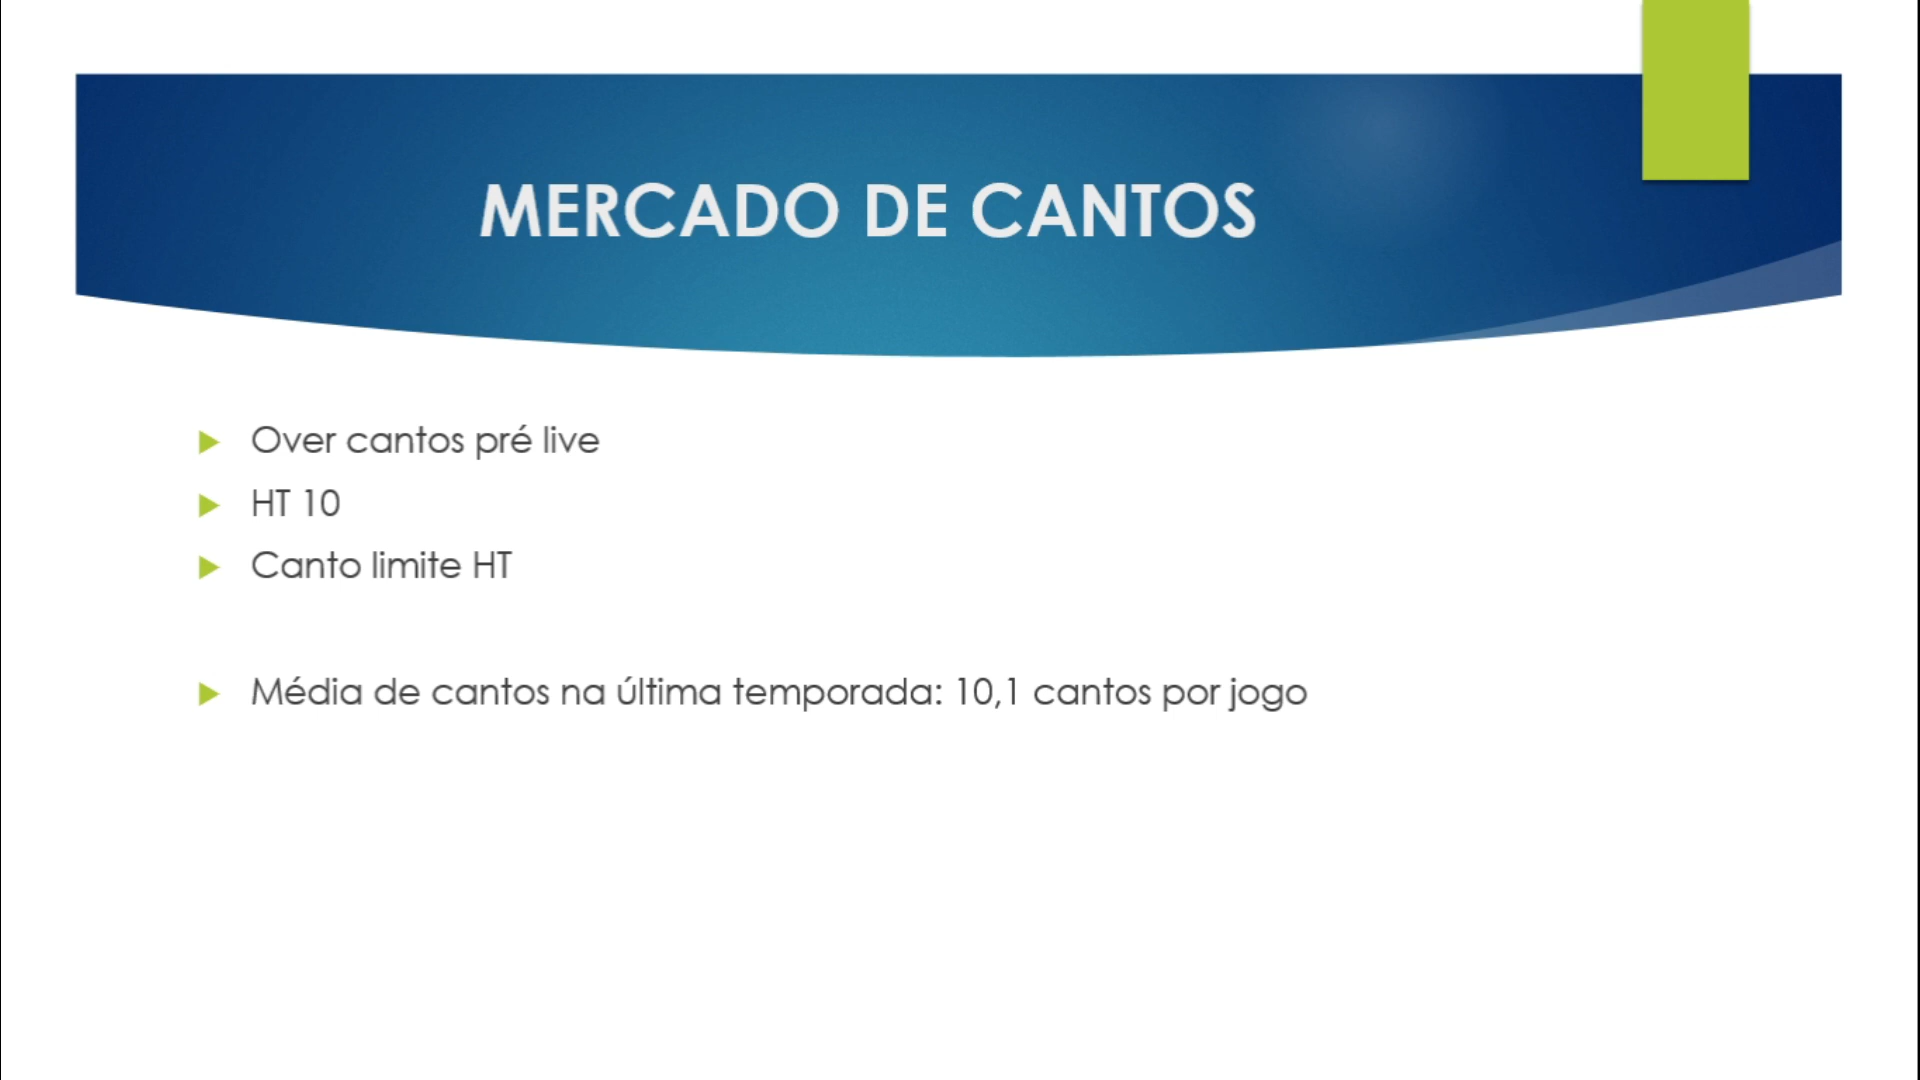 MERCADO DE CANTOS
Over cantos pré live
HT 10
Canto limite HT
Média de cantos na última temporada: 10,1 cantos por jogo